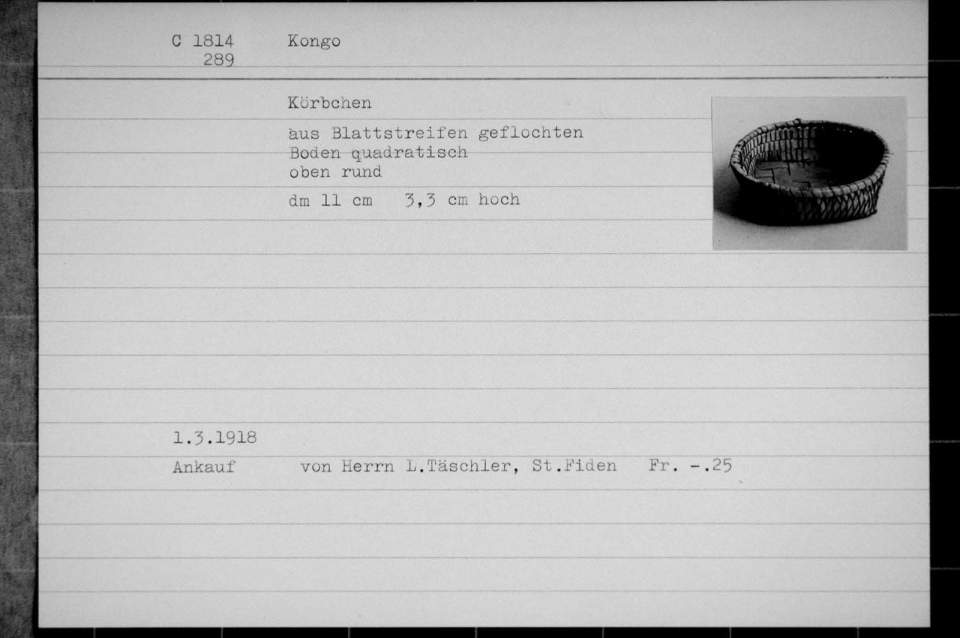 C 1814 Kongo
289
Körbchen
aus Blattstreifen geflochten
Boden quadratisch
oben rund
dm 11 cm 3,3 cm hoch
1.3.1918
Ankauf von Herrn L.Täschler, St.Fiden Fr. -.25